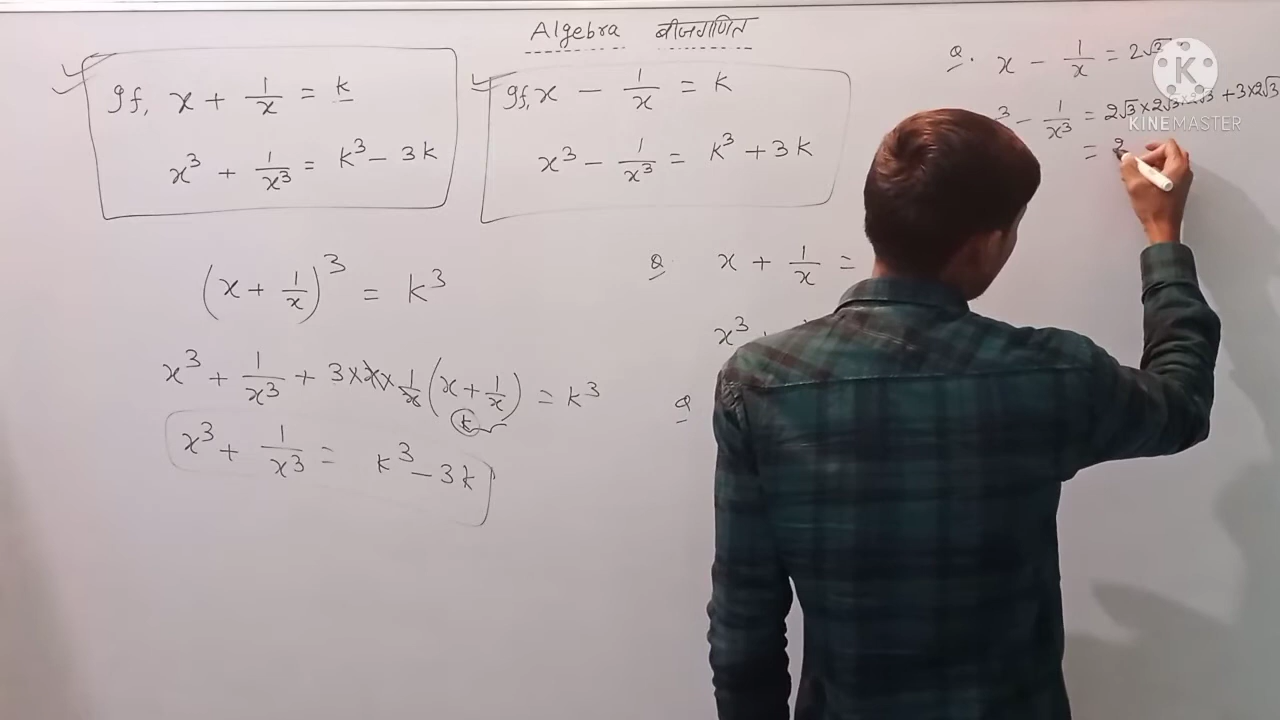 Algebra बीजगणित
If, x + 1/x = k
x³ + 1/x³ = k³ - 3k
If, x - 1/x = k
x³ - 1/x³ = k³ + 3k
Q. x - 1/x = 2√3
³ - 1/x³ = 2√3 × 2√3 × 2√3 + 3 × 2√3
=
K
KINEMASTER
(x + 1/x)³ = k³
x³ + 1/x³ + 3 × x × 1/x (x + 1/x) = k³
k
x³ + 1/x³ = k³ - 3k
Q x + 1/x =
x³
Q